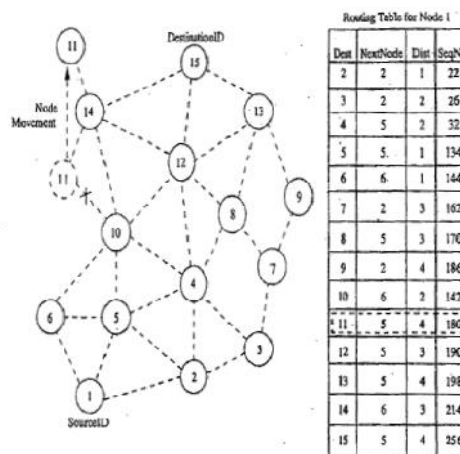 11
DestinationID
15
Node
Movement
14
13
11
12
9
8
10
7
4
6
5
3
2
1
SourceID
Routing Table for Node 1
Dest NextNode Dist SeqN
2 2 1 22
3 2 2 26
4 5 2 32
5 5 1 134
6 6 1 144
7 2 3 162
8 5 3 170
9 2 4 186
10 6 2 142
11 5 4 180
12 5 3 190
13 5 4 198
14 6 3 214
15 5 4 256